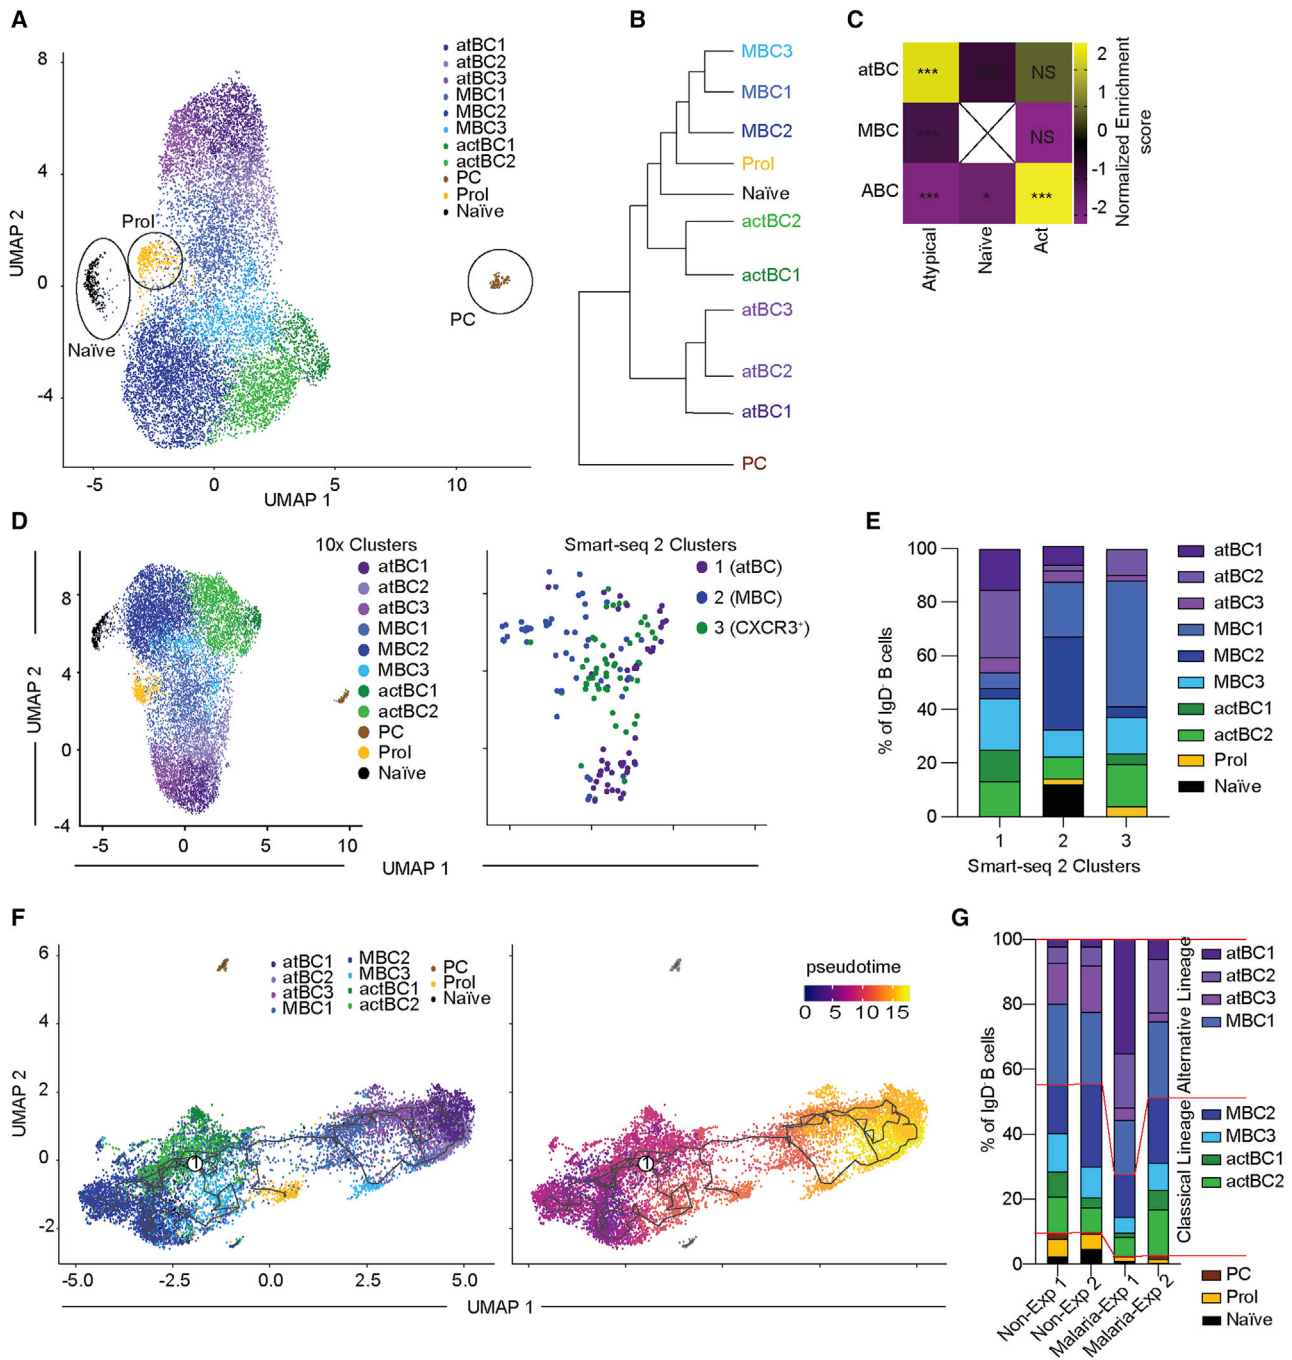 A
8
4
0
-4
UMAP 2
-5
0
5
10
UMAP 1
Naïve
Prol
PC
atBC1
atBC2
atBC3
MBC1
MBC2
MBC3
actBC1
actBC2
PC
Prol
Naïve
B
MBC3
MBC1
MBC2
Prol
Naïve
actBC2
actBC1
atBC3
atBC2
atBC1
PC
C
atBC
MBC
ABC
***
NS
***
NS
***
*
***
Atypical
Naïve
Act
2
1
0
-1
-2
Normalized Enrichment
score
D
8
4
0
-4
UMAP 2
-5
0
5
10
UMAP 1
10x Clusters
atBC1
atBC2
atBC3
MBC1
MBC2
MBC3
actBC1
actBC2
PC
Prol
Naïve
Smart-seq 2 Clusters
1 (atBC)
2 (MBC)
3 (CXCR3⁺)
E
100
80
60
40
20
0
% of IgD⁻ B cells
1
2
3
Smart-seq 2 Clusters
atBC1
atBC2
atBC3
MBC1
MBC2
MBC3
actBC1
actBC2
Prol
Naïve
F
6
4
2
0
-2
UMAP 2
-5.0
-2.5
0.0
2.5
5.0
UMAP 1
atBC1
atBC2
atBC3
MBC1
MBC2
MBC3
actBC1
actBC2
PC
Prol
Naïve
1
pseudotime
0 5 10 15
1
G
100
80
60
40
20
0
% of IgD⁻ B cells
Non-Exp 1
Non-Exp 2
Malaria-Exp 1
Malaria-Exp 2
Alternative Lineage
atBC1
atBC2
atBC3
MBC1
Classical Lineage
MBC2
MBC3
actBC1
actBC2
PC
Prol
Naïve